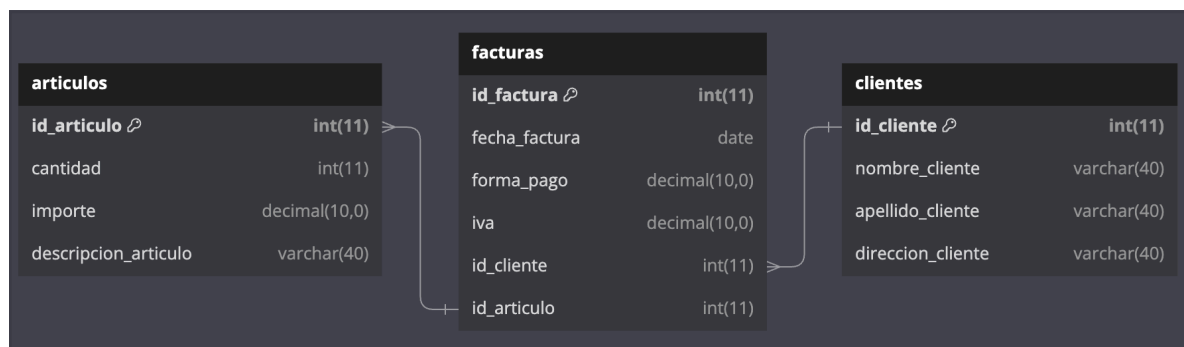 articulos
id_articulo int(11)
cantidad int(11)
importe decimal(10,0)
descripcion_articulo varchar(40)
facturas
id_factura int(11)
fecha_factura date
forma_pago decimal(10,0)
iva decimal(10,0)
id_cliente int(11)
id_articulo int(11)
clientes
id_cliente int(11)
nombre_cliente varchar(40)
apellido_cliente varchar(40)
direccion_cliente varchar(40)